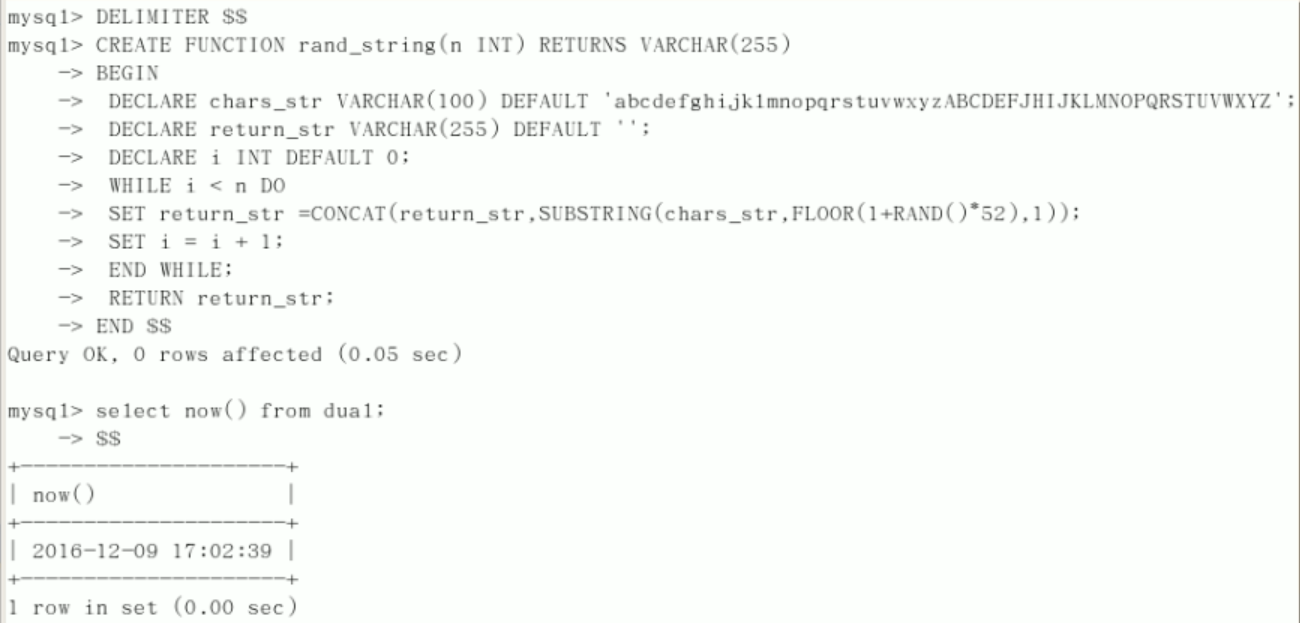 mysql> DELIMITER $$
mysql> CREATE FUNCTION rand_string(n INT) RETURNS VARCHAR(255)
    -> BEGIN
    ->  DECLARE chars_str VARCHAR(100) DEFAULT 'abcdefghijklmnopqrstuvwxyzABCDEFJHIJKLMNOPQRSTUVWXYZ';
    ->  DECLARE return_str VARCHAR(255) DEFAULT '';
    ->  DECLARE i INT DEFAULT 0;
    ->  WHILE i < n DO
    ->  SET return_str =CONCAT(return_str,SUBSTRING(chars_str,FLOOR(1+RAND()*52),1));
    ->  SET i = i + 1;
    ->  END WHILE;
    ->  RETURN return_str;
    -> END $$
Query OK, 0 rows affected (0.05 sec)

mysql> select now() from dual;
    -> $$
+---------------------+
| now()               |
+---------------------+
| 2016-12-09 17:02:39 |
+---------------------+
1 row in set (0.00 sec)